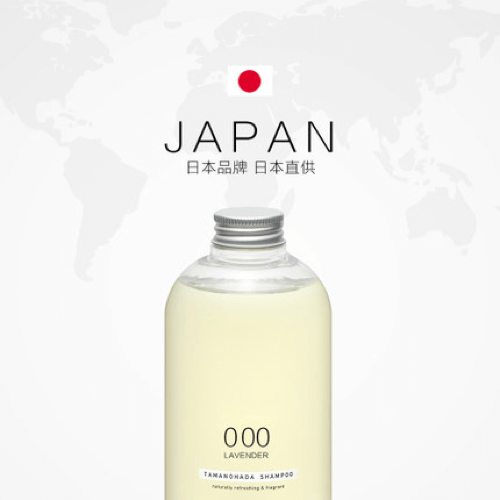 JAPAN
日本品牌 日本直供
000
LAVENDER
TAMANOHADA SHAMPOO
naturally refreshing & fragrant